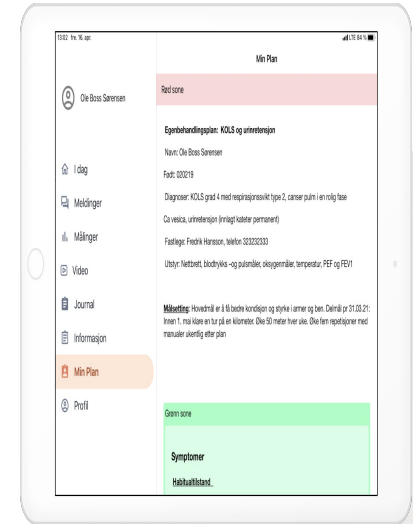 13:02 fre. 16. apr.
LTE 84 %
Min Plan
Ole Boss Sørensen
I dag
Meldinger
Målinger
Video
Journal
Informasjon
Min Plan
Profil
Rød sone
Egenbehandlingsplan: KOLS og urinretensjon
Navn: Ole Boss Sørensen
Født: 020219
Diagnoser: KOLS grad 4 med respirasjonssvikt type 2, canser pulm i en rolig fase
Ca vesica, urinretensjon (innlagt kateter permanent)
Fastlege: Fredrik Hansson, telefon 323232333
Utstyr: Nettbrett, blodtrykks –og pulsmåler, oksygenmåler, temperatur, PEF og FEV1
Målsetting: Hovedmål er å få bedre kondisjon og styrke i armer og ben. Delmål pr 31.03.21:
Innen 1. mai klare en tur på en kilometer. Øke 50 meter hver uke. Øke fem repetisjoner med
manualer ukentlig etter plan
Grønn sone
Symptomer
Habitualtilstand